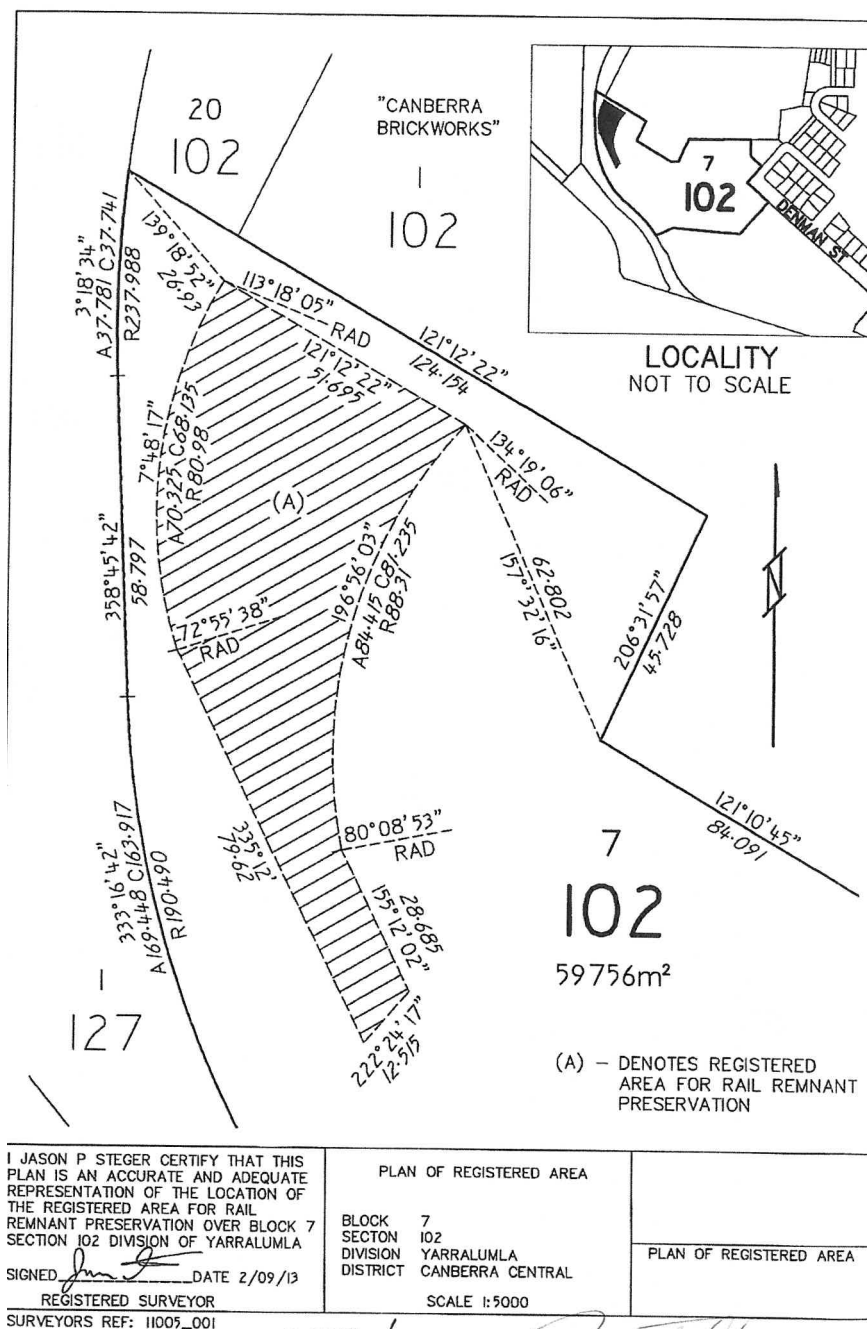 20
102
"CANBERRA
BRICKWORKS"
1
102
7
102
DENMAN ST
LOCALITY
NOT TO SCALE
3°18'34"
A37·781 C37·741
R237·988
139°18'52"
26·93
113°18'05"
RAD
121°12'22"
51·695
121°12'22"
124·154
7°48'17"
A70·325 C68·135
R80·98
(A)
134°19'06"
RAD
196°56'03"
A84·415 C81·235
R88·31
62·802
157°32'16"
206°31'57"
45·728
N
358°45'42"
58·797
72°55'38"
RAD
80°08'53"
RAD
121°10'45"
84·091
7
102
59756m²
335°12'
79·62
28·685
155°12'02"
333°16'42"
A169·448 C163·917
R190·490
1
127
222°24'17"
12·515
(A) – DENOTES REGISTERED
AREA FOR RAIL REMNANT
PRESERVATION
I JASON P STEGER CERTIFY THAT THIS
PLAN IS AN ACCURATE AND ADEQUATE
REPRESENTATION OF THE LOCATION OF
THE REGISTERED AREA FOR RAIL
REMNANT PRESERVATION OVER BLOCK 7
SECTION 102 DIVISION OF YARRALUMLA
SIGNED DATE 2/09/13
REGISTERED SURVEYOR
SURVEYORS REF: 11005_001
PLAN OF REGISTERED AREA
BLOCK 7
SECTON 102
DIVISION YARRALUMLA
DISTRICT CANBERRA CENTRAL
SCALE 1:5000
PLAN OF REGISTERED AREA